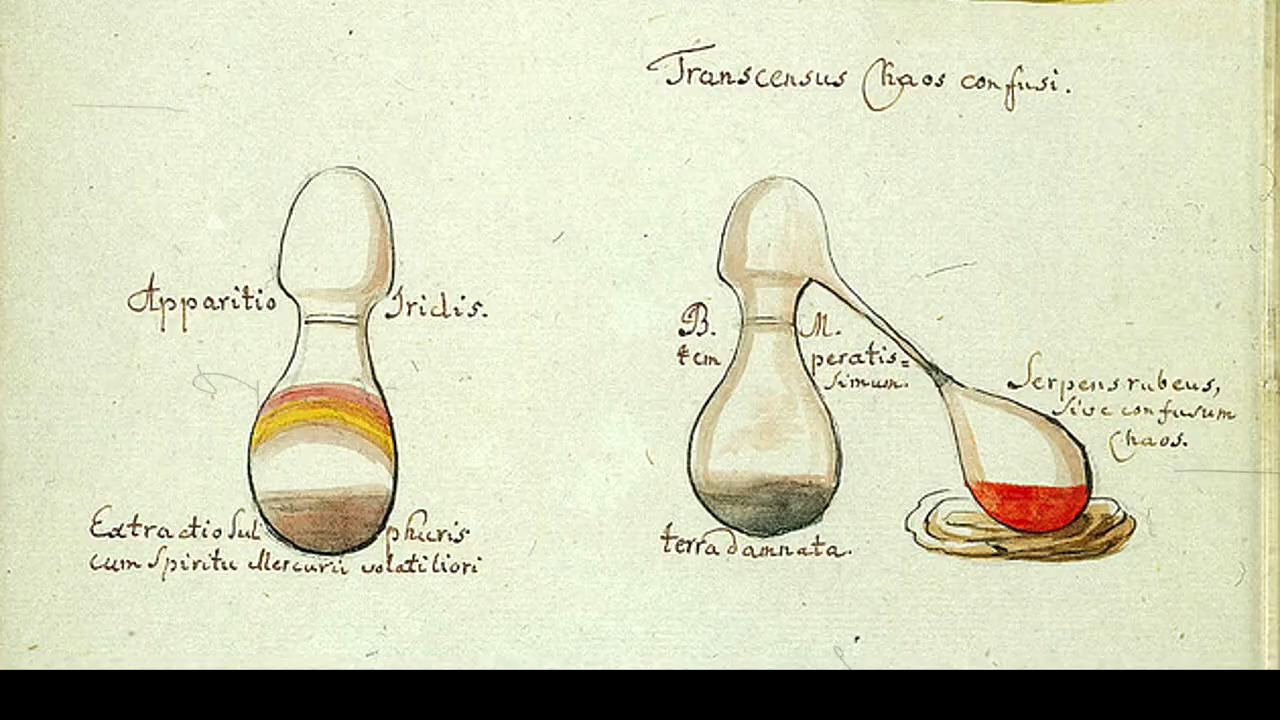 Transcensus Chaos confusi.
Apparitio Iridis.
Extractio Sulphuris
cum Spiritu Mercurii volatiliori
B. M.
tem peratis=
simum.
terra damnata.
Serpens rubeus,
sive confusum
Chaos.